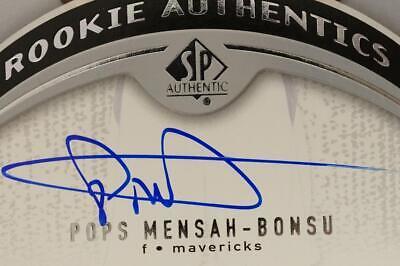 ROOKIE AUTHENTICS
SP
AUTHENTIC
®
POPS MENSAH-BONSU
f • mavericks